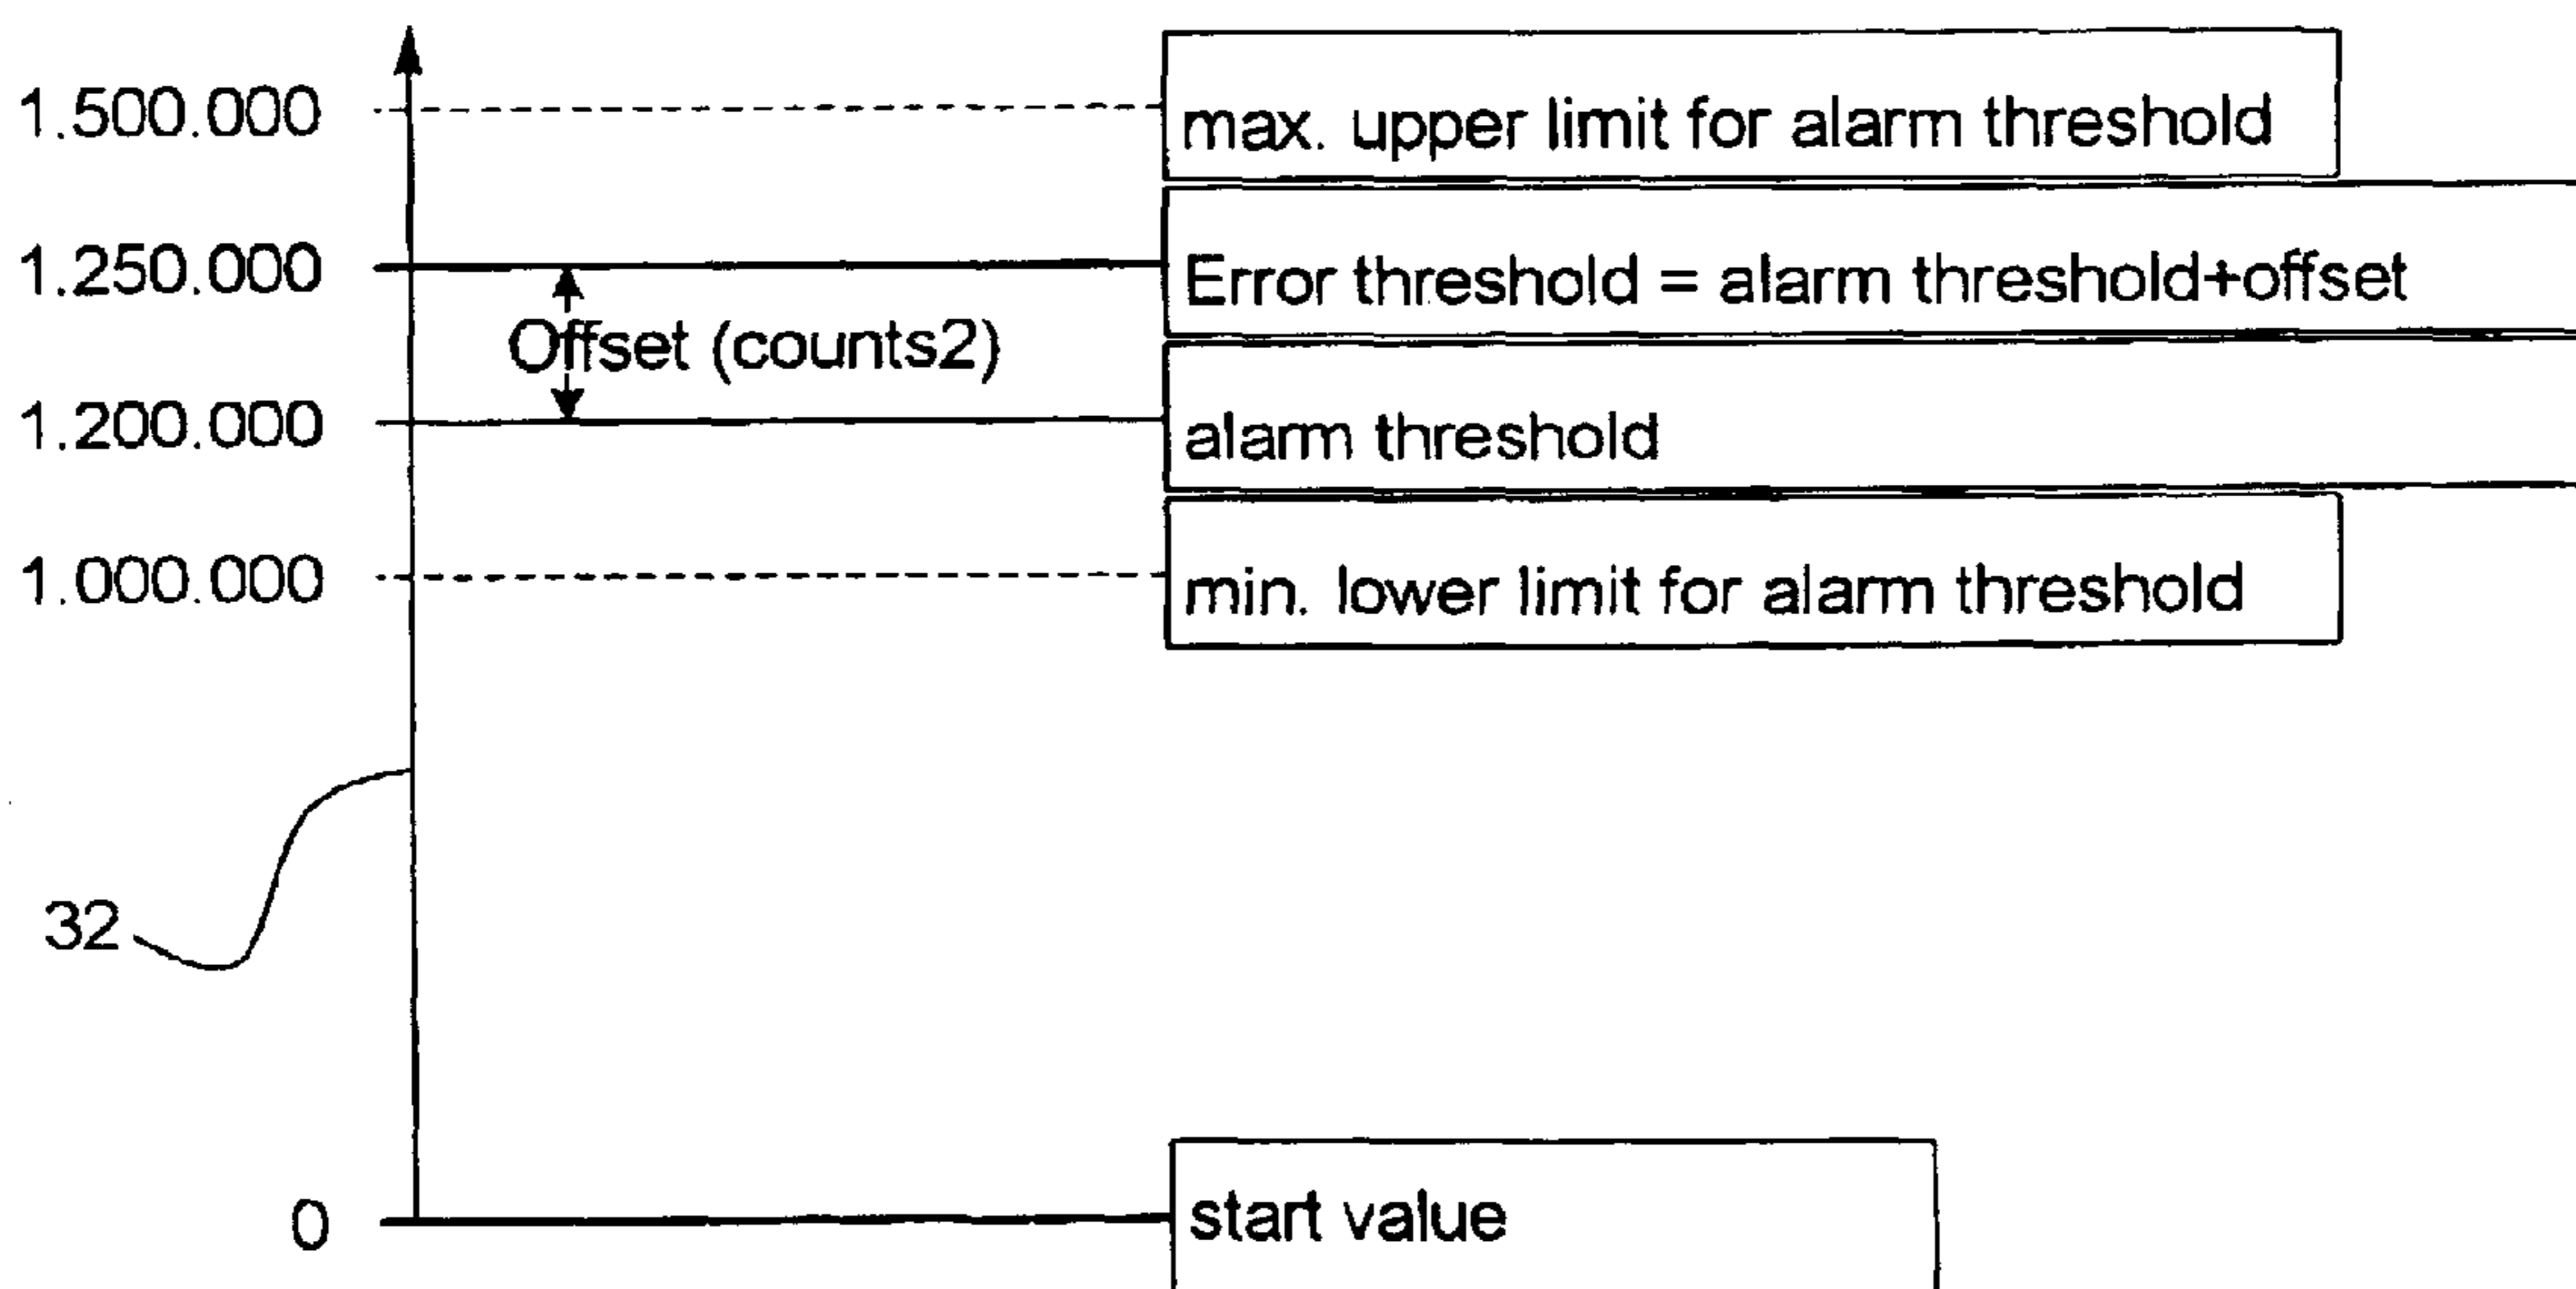 1.500.000 max. upper limit for alarm threshold
1.250.000 Error threshold = alarm threshold+offset
Offset (counts2)
1.200.000 alarm threshold
1.000.000 min. lower limit for alarm threshold
32
0 start value